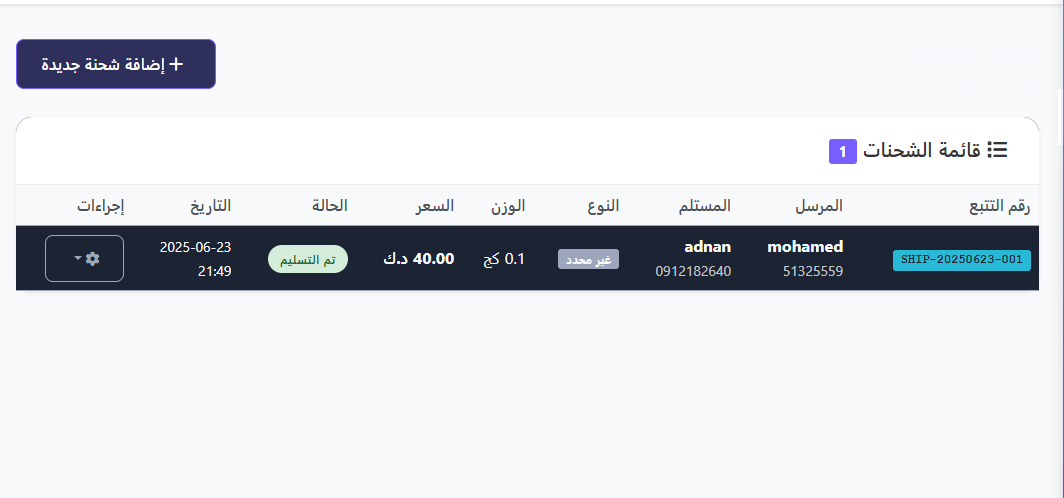 + إضافة شحنة جديدة
قائمة الشحنات 1
رقم التتبع المرسل المستلم النوع الوزن السعر الحالة التاريخ إجراءات
SHIP-20250623-001 mohamed adnan غير محدد 0.1 كج 40.00 د.ك تم التسليم 2025-06-23
51325559 0912182640 21:49